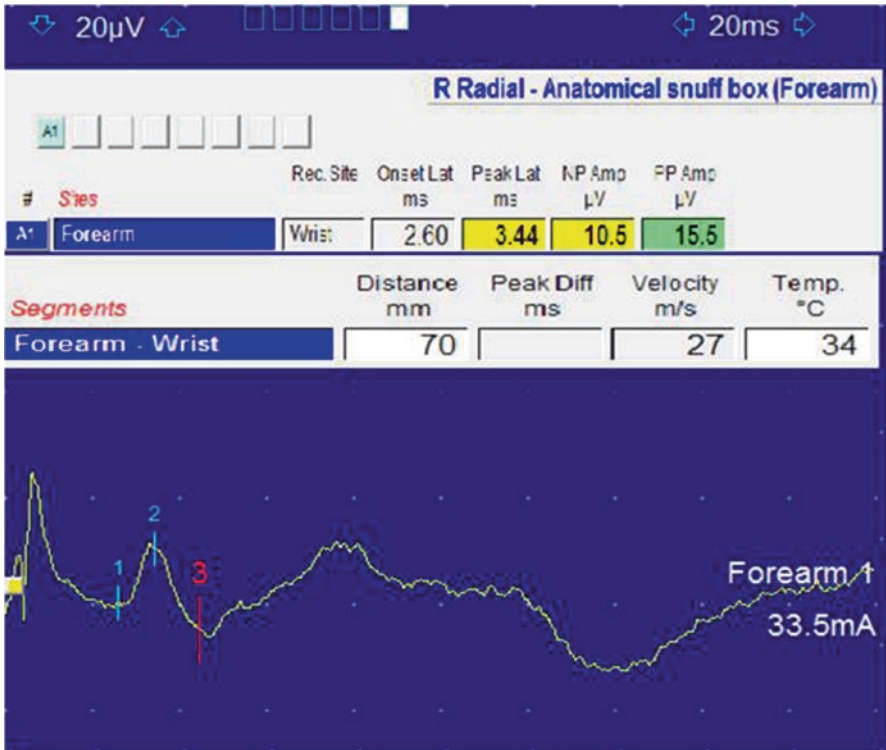 20µV 20ms
R Radial - Anatomical snuff box (Forearm)
A1
Rec. Site Onset Lat Peak Lat NP Amp PP Amp
# Sites ms ms µV µV
A1 Forearm Wrist 2.60 3.44 10.5 15.5
Distance Peak Diff Velocity Temp.
Segments mm ms m/s °C
Forearm - Wrist 70 27 34
2
1 3
Forearm 1
33.5mA